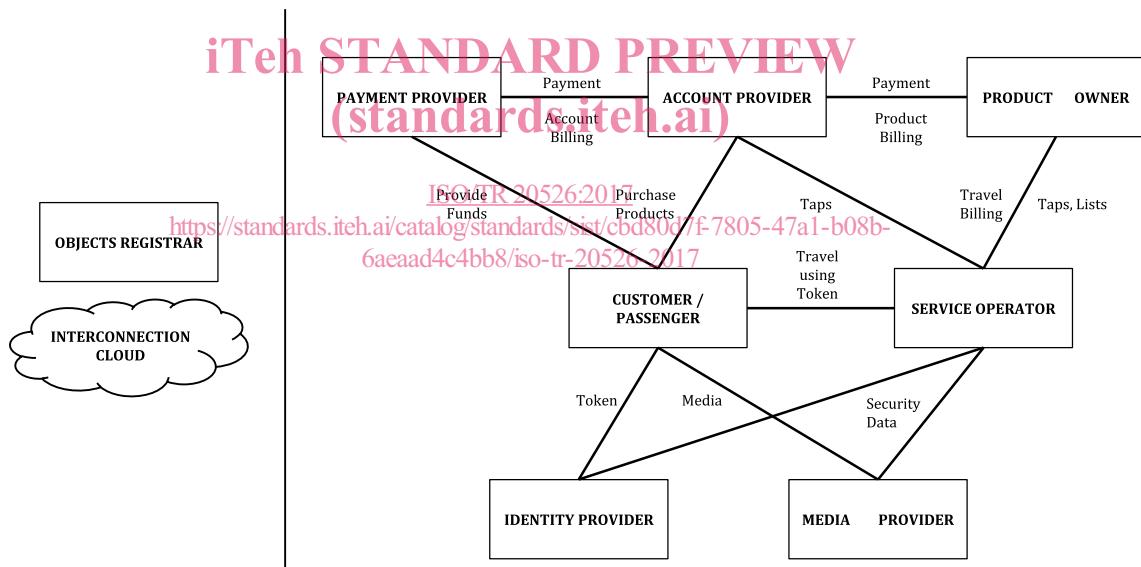 iTeh STANDARD PREVIEW
(standards.iteh.ai)
ISO/TR 20526:2017
https://standards.iteh.ai/catalog/standards/sist/cbd80d7f-7805-47a1-b08b-
6aeaad4c4bb8/iso-tr-20526-2017
PAYMENT PROVIDER
Payment
Account
Billing
ACCOUNT PROVIDER
Payment
Product
Billing
PRODUCT OWNER
Provide
Funds
Purchase
Products
Taps
Travel
Billing
Taps, Lists
OBJECTS REGISTRAR
INTERCONNECTION
CLOUD
CUSTOMER /
PASSENGER
Travel
using
Token
SERVICE OPERATOR
Token
Media
Security
Data
IDENTITY PROVIDER
MEDIA PROVIDER